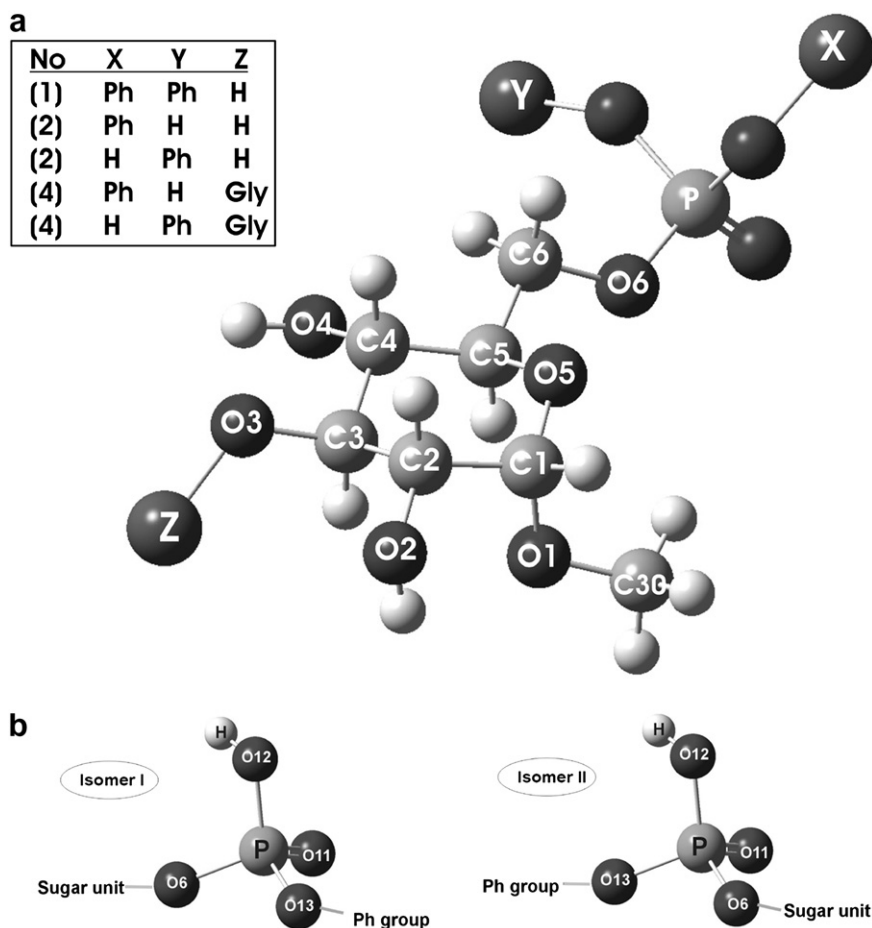 a
No X Y Z
(1) Ph Ph H
(2) Ph H H
(2) H Ph H
(4) Ph H Gly
(4) H Ph Gly
X
Y
P
C6
O6
O4
C4
C5
O5
O3
C3
C2
C1
Z
O2
O1
C30
b
Isomer I
H
O12
P
O11
O6
Sugar unit
O13
Ph group
Isomer II
H
O12
P
O11
Ph group
O13
O6
Sugar unit